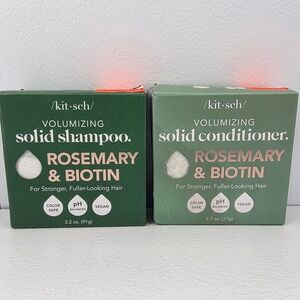 /kit·sch/
VOLUMIZING
solid shampoo.
ROSEMARY
& BIOTIN
For Stronger, Fuller-Looking Hair
COLOR
SAFE
pH
BALANCED
VEGAN
3.2 oz. (91g)
/kit·sch/
VOLUMIZING
solid conditioner.
ROSEMARY
& BIOTIN
For Stronger, Fuller-Looking Hair
COLOR
SAFE
pH
BALANCED
VEGAN
2.7 oz. (77g)